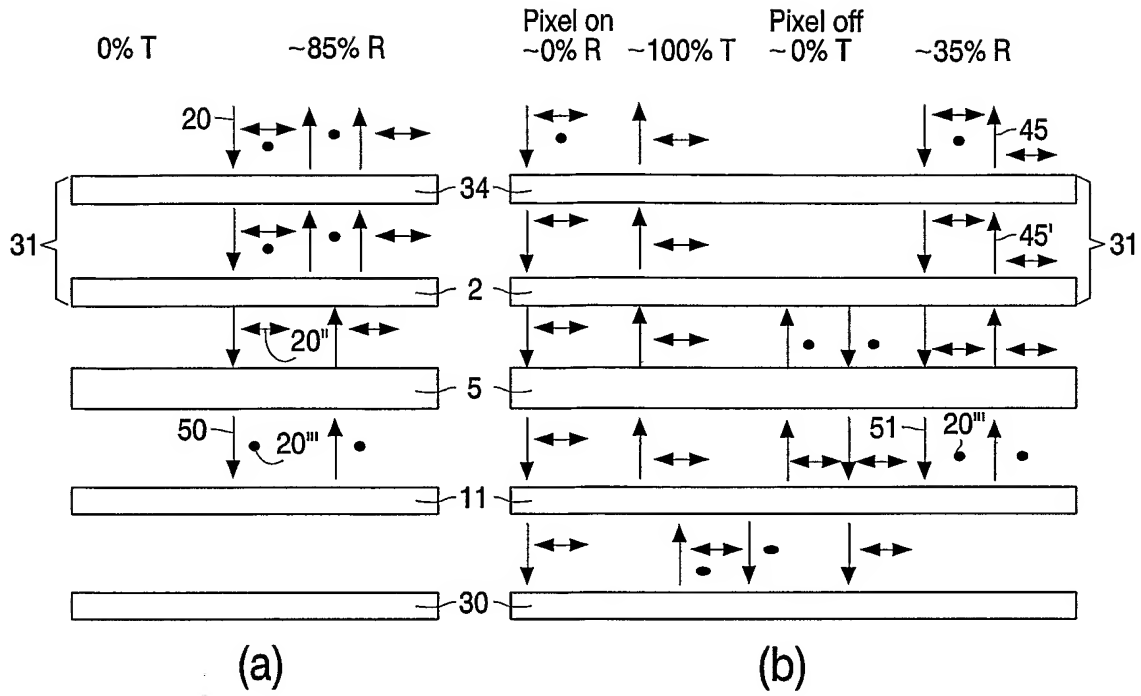 0% T ~85% R
Pixel on
~0% R ~100% T
Pixel off
~0% T ~35% R
20
45
34
31
45'
31
2
20"
5
50
20"'
51
20"'
11
30
(a)
(b)